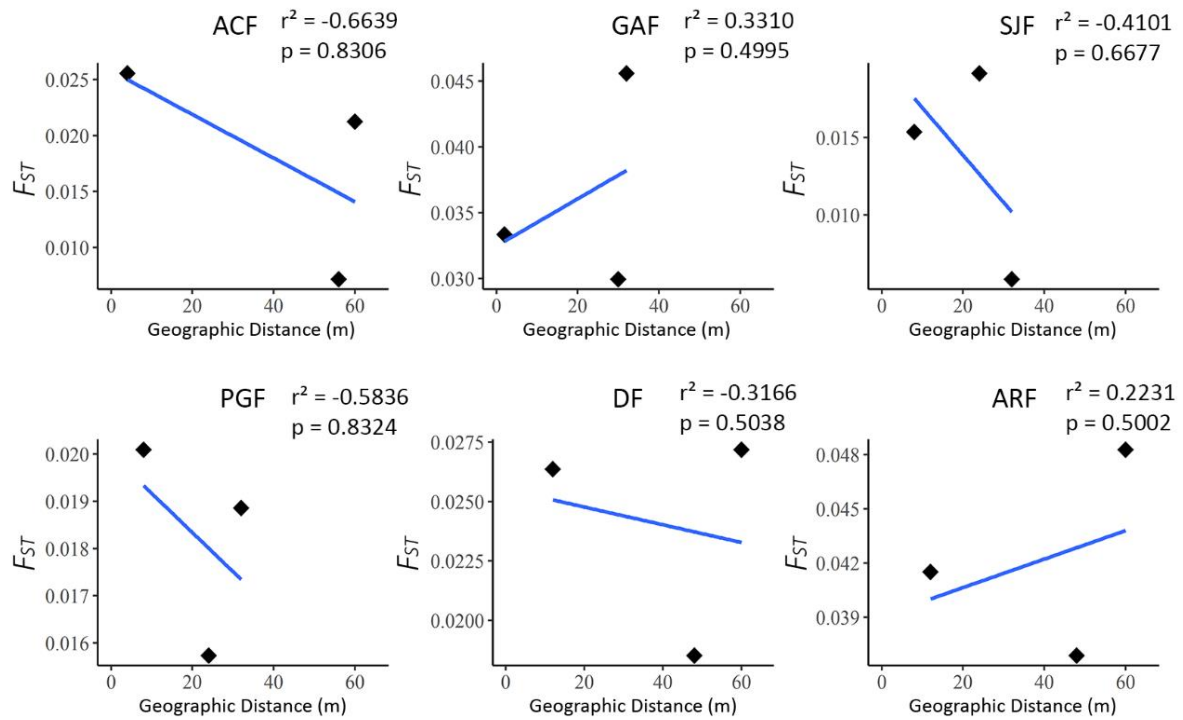 ACF r² = -0.6639
p = 0.8306
0.025
0.020
0.015
0.010
F_ST
0 20 40 60
Geographic Distance (m)
GAF r² = 0.3310
p = 0.4995
0.045
0.040
0.035
0.030
F_ST
0 20 40 60
Geographic Distance (m)
SJF r² = -0.4101
p = 0.6677
0.015
0.010
F_ST
0 20 40 60
Geographic Distance (m)
PGF r² = -0.5836
p = 0.8324
0.020
0.019
0.018
0.017
0.016
F_ST
0 20 40 60
Geographic Distance (m)
DF r² = -0.3166
p = 0.5038
0.0275
0.0250
0.0225
0.0200
F_ST
0 20 40 60
Geographic Distance (m)
ARF r² = 0.2231
p = 0.5002
0.048
0.045
0.042
0.039
F_ST
0 20 40 60
Geographic Distance (m)